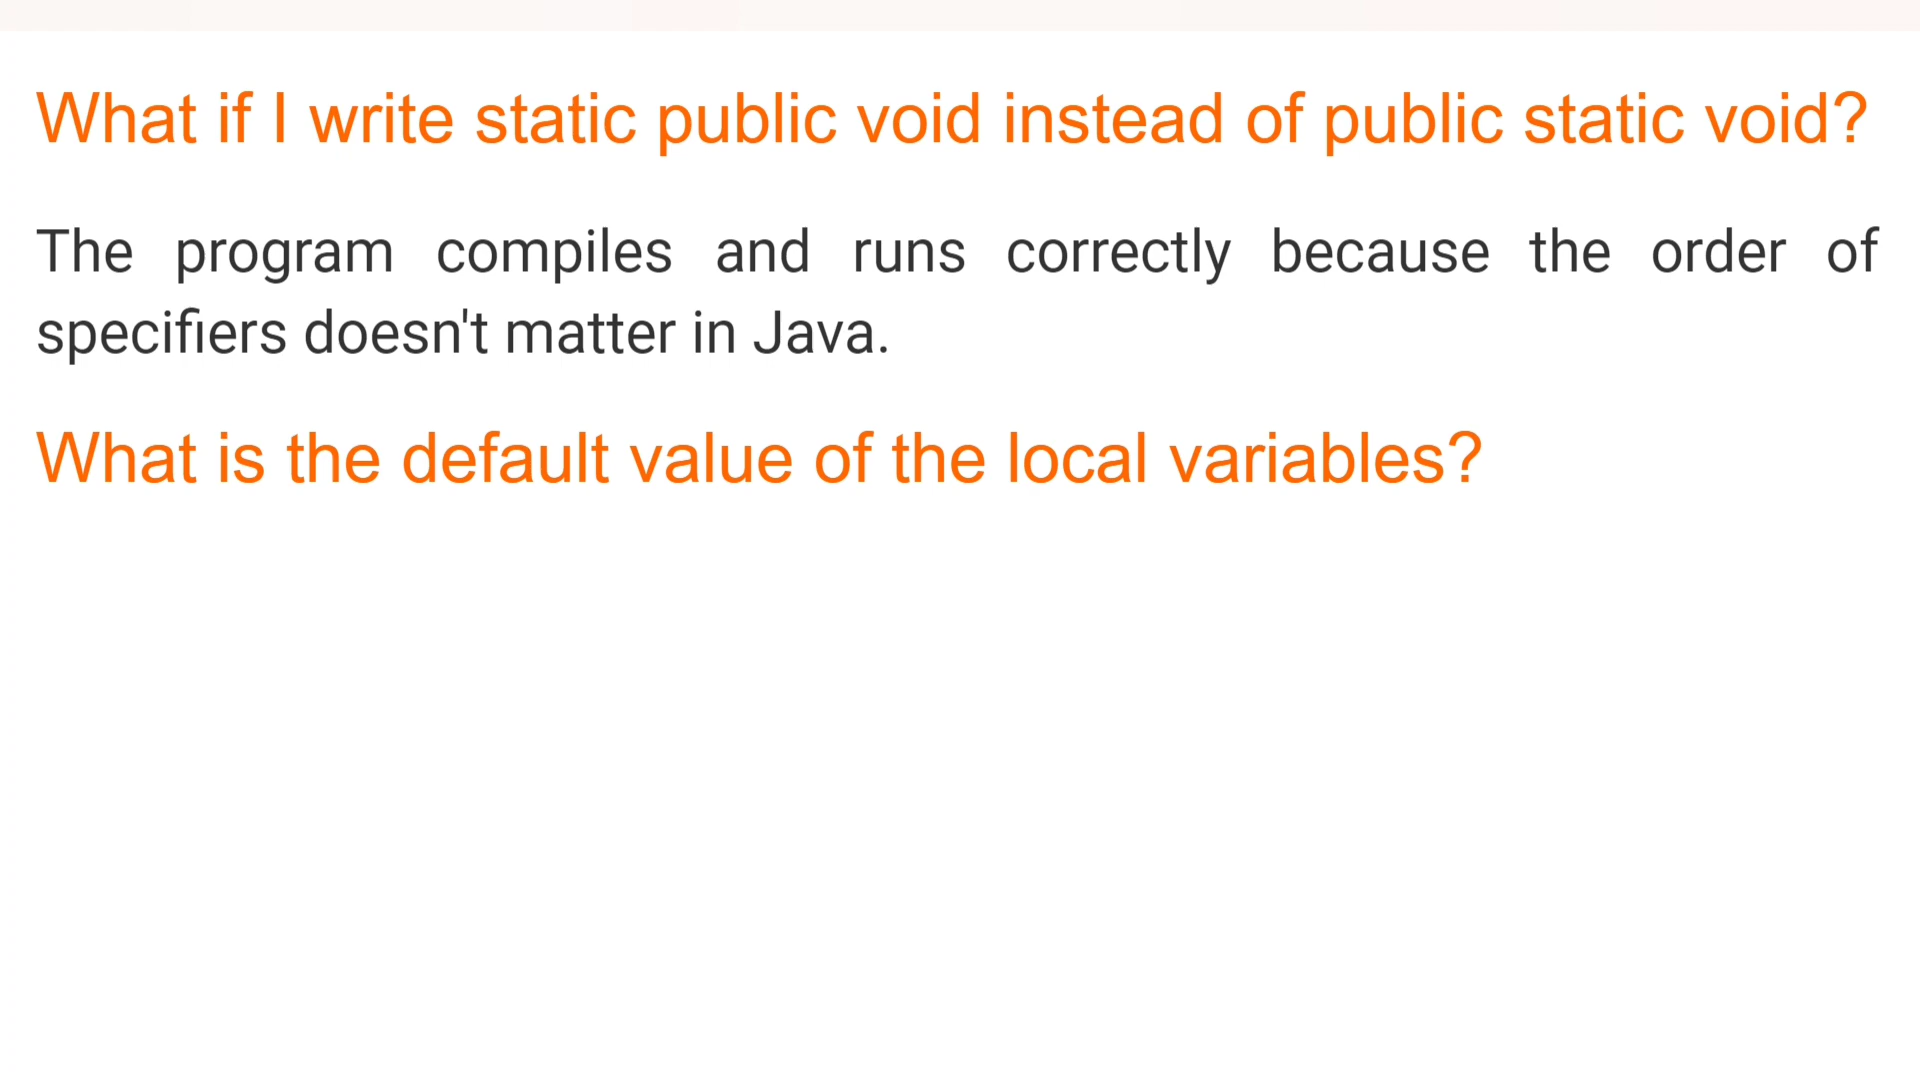 What if I write static public void instead of public static void?
The program compiles and runs correctly because the order of
specifiers doesn't matter in Java.
What is the default value of the local variables?